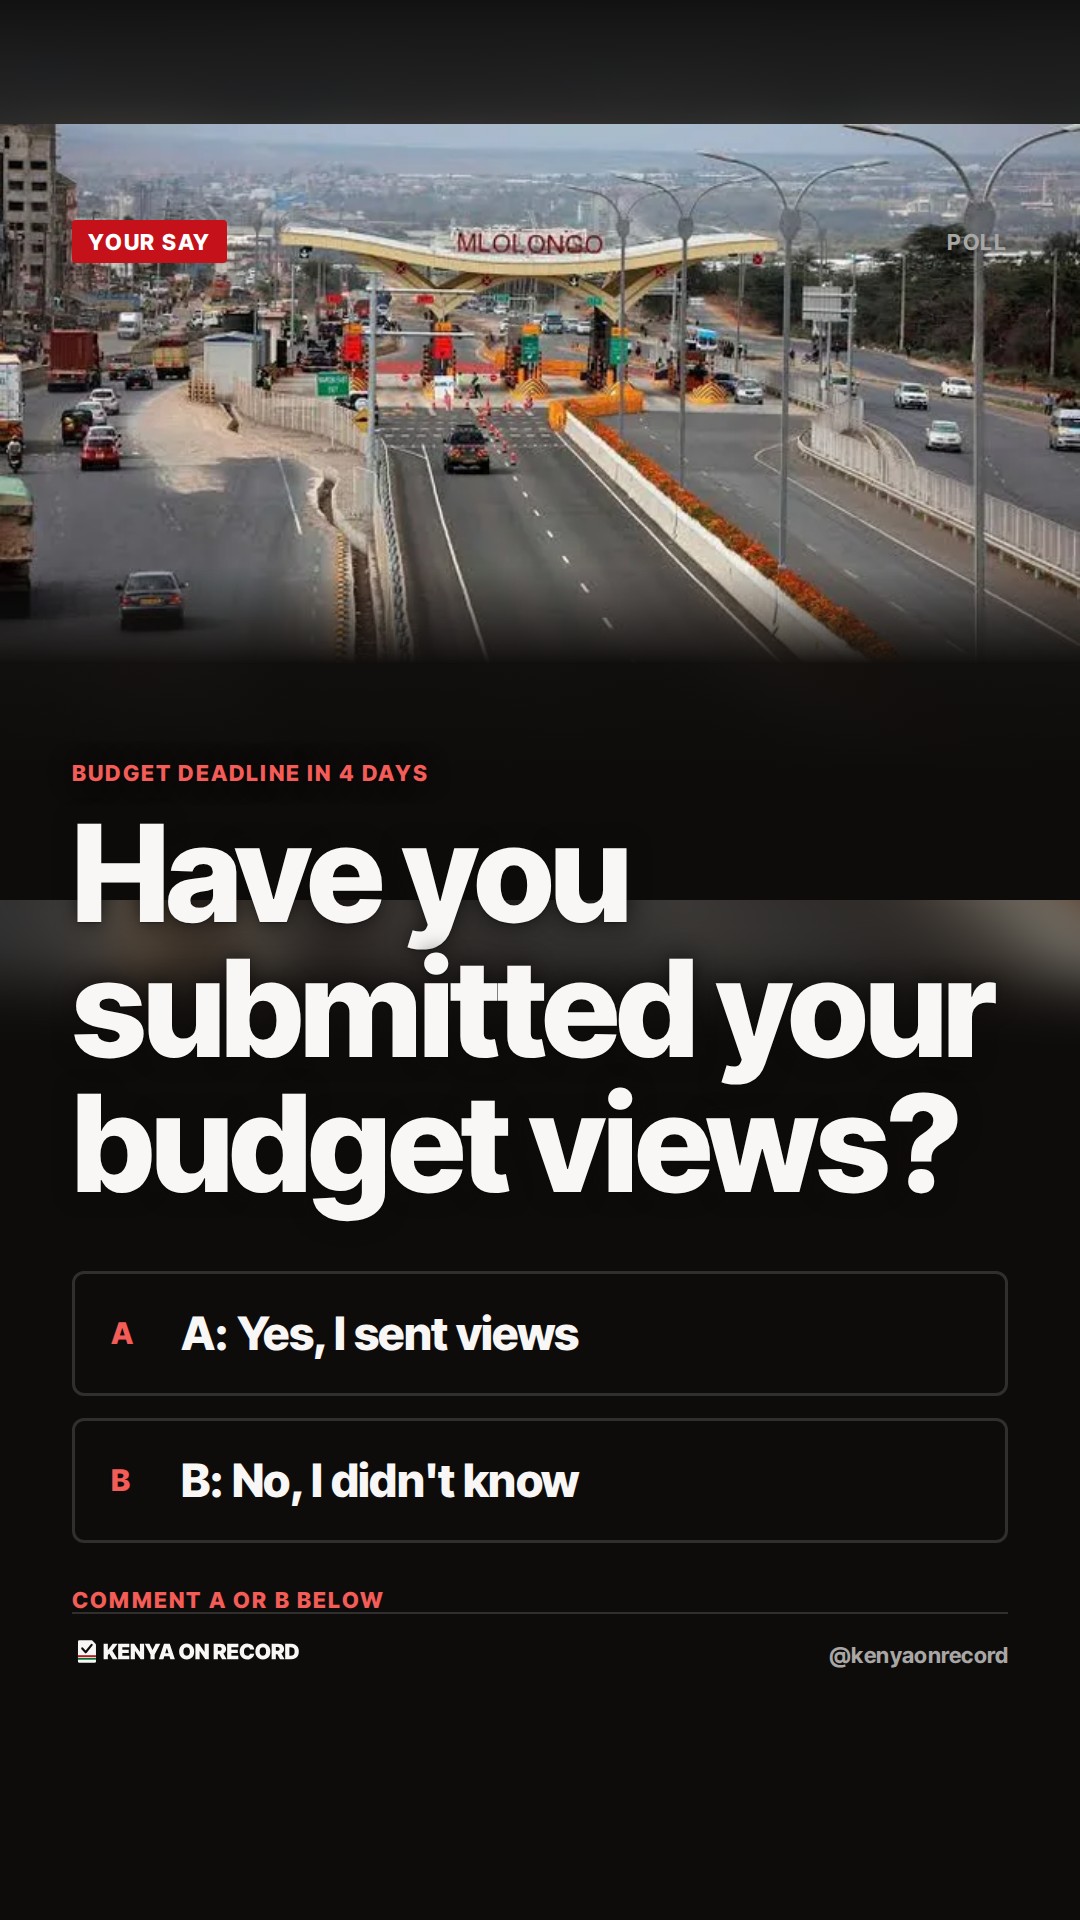 MLOLONGO
YOUR SAY
POLL
BUDGET DEADLINE IN 4 DAYS
Have you
submitted your
budget views?
A
A: Yes, I sent views
B
B: No, I didn't know
COMMENT A OR B BELOW
KENYA ON RECORD
@kenyaonrecord